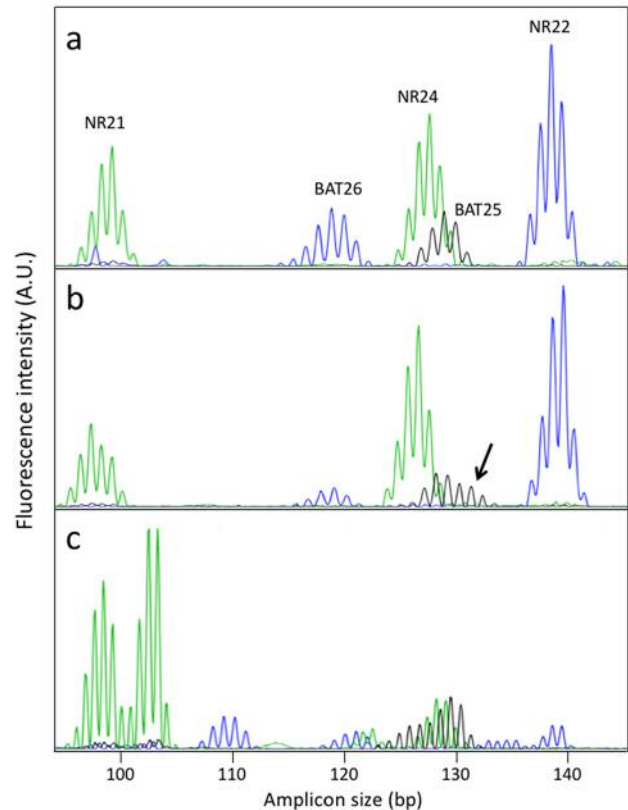 a
NR21
BAT26
NR24
BAT25
NR22
b
c
Fluorescence intensity (A.U.)
100 110 120 130 140
Amplicon size (bp)